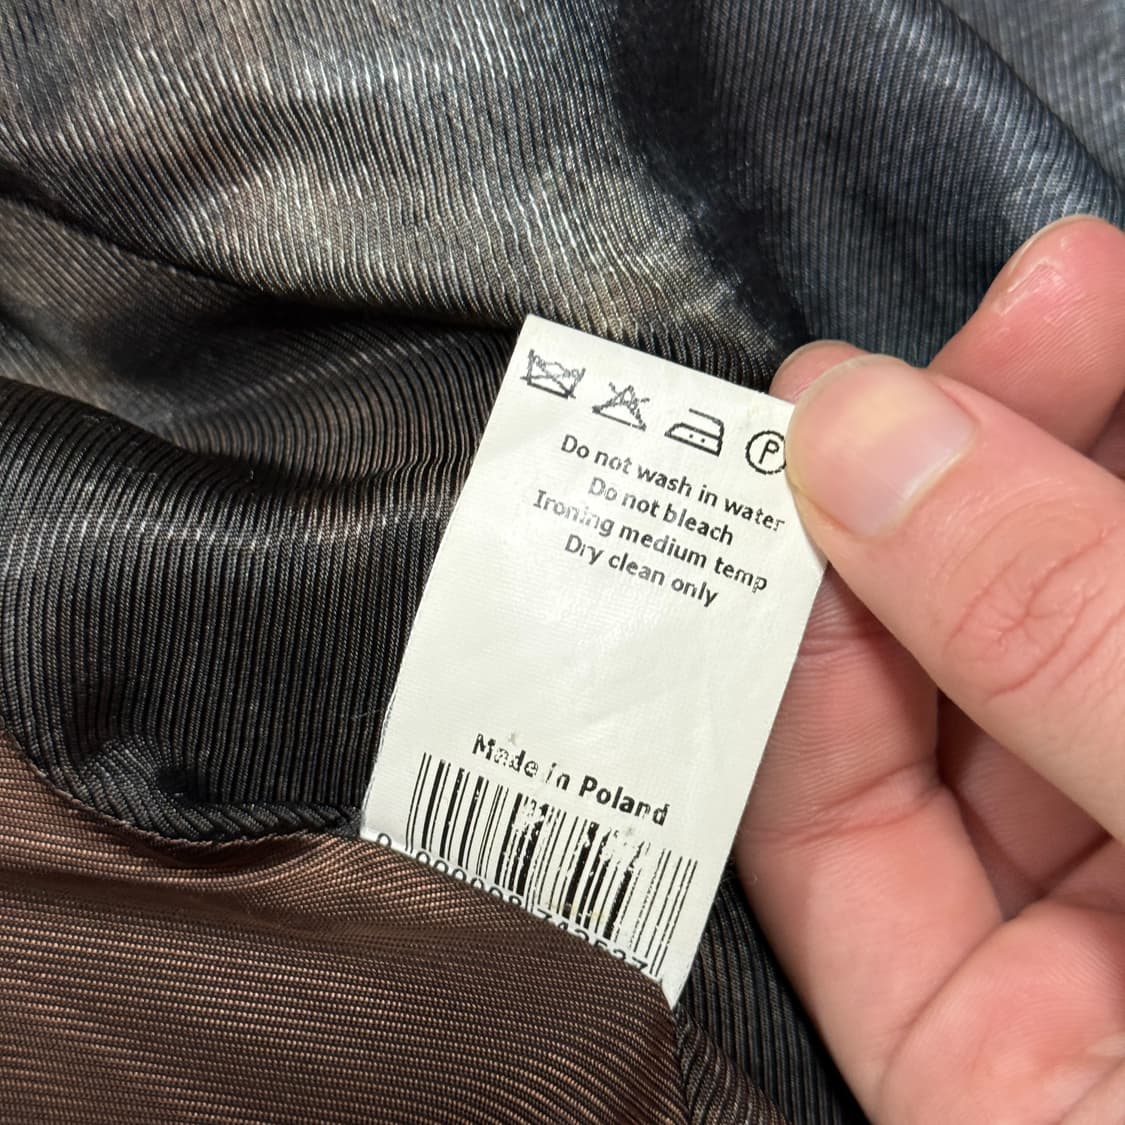 P
Do not wash in water
Do not bleach
Ironing medium temp
Dry clean only
Made in Poland